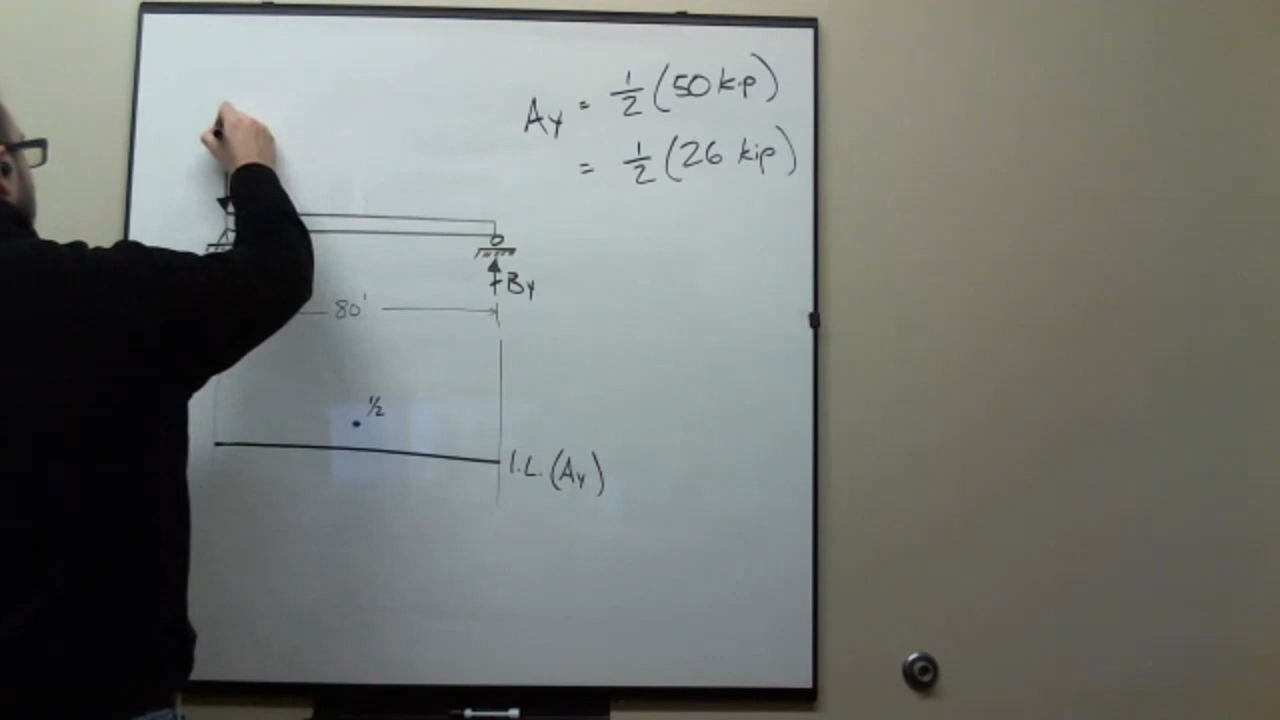 Ay = 1/2 (50 kip)
= 1/2 (26 kip)
By
80'
1/2
I.L. (Ay)